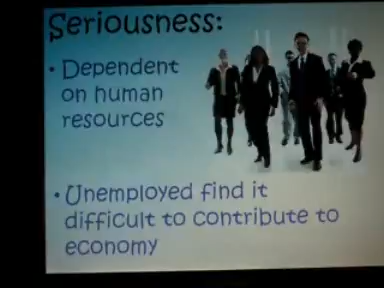 Seriousness:
• Dependent
on human
resources
• Unemployed find it
difficult to contribute to
economy